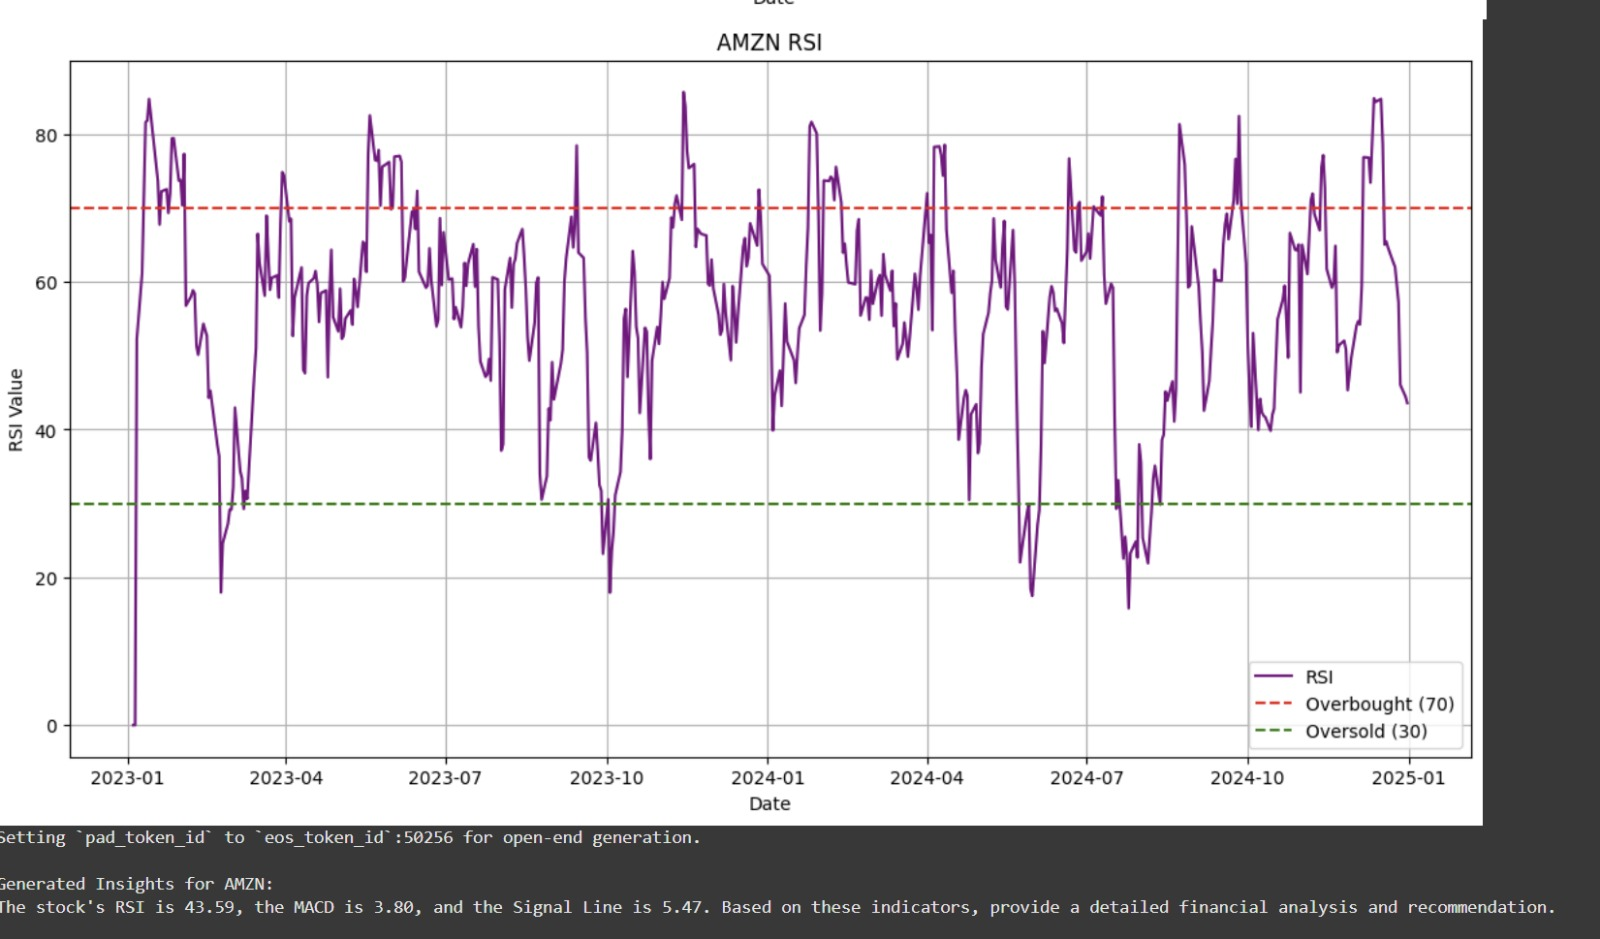 Date
AMZN RSI
80
60
40
20
0
RSI Value
RSI
Overbought (70)
Oversold (30)
2023-01 2023-04 2023-07 2023-10 2024-01 2024-04 2024-07 2024-10 2025-01
Date
Setting `pad_token_id` to `eos_token_id`:50256 for open-end generation.
Generated Insights for AMZN:
The stock's RSI is 43.59, the MACD is 3.80, and the Signal Line is 5.47. Based on these indicators, provide a detailed financial analysis and recommendation.